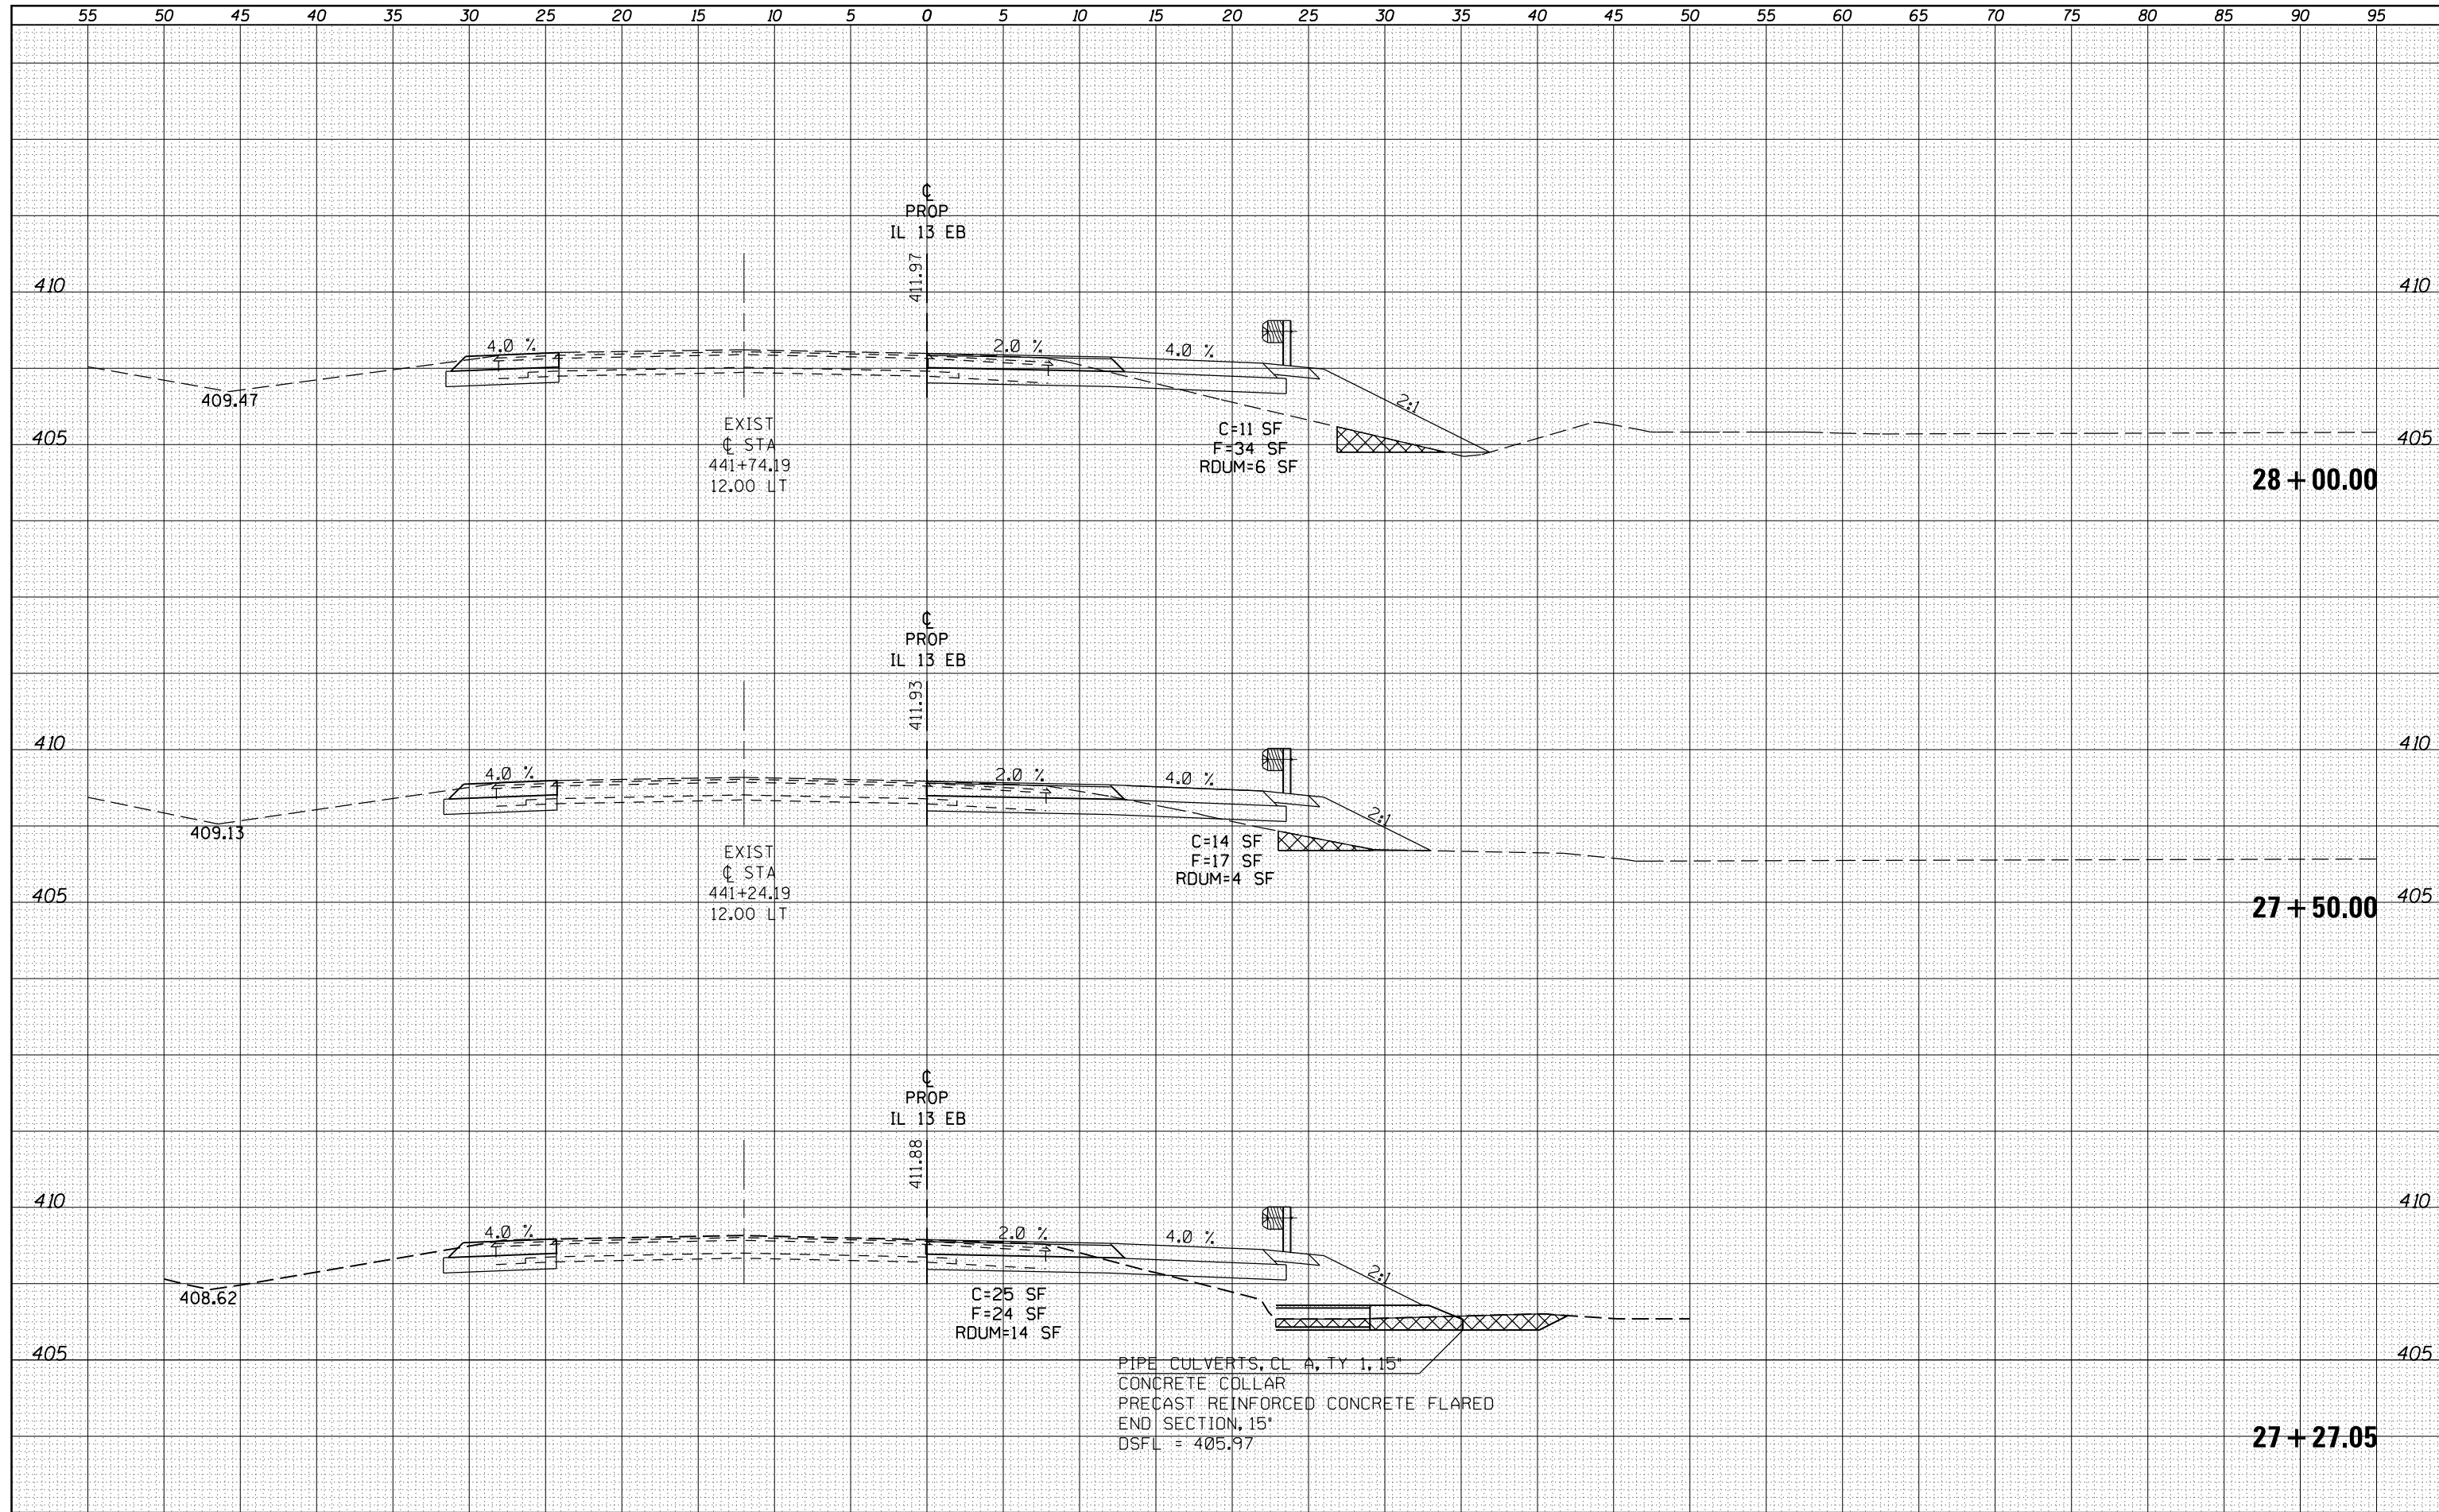 55 50 45 40 35 30 25 20 15 10 5 0 5 10 15 20 25 30 35 40 45 50 55 60 65 70 75 80 85 90 95
℄
PROP
IL 13 EB
411.97
410 410
4.0 % 2.0 % 4.0 %
409.47
2:1
EXIST
℄ STA
441+74.19
12.00 LT
C=11 SF
F=34 SF
RDUM=6 SF
405 405
28+00.00
℄
PROP
IL 13 EB
411.93
410 410
4.0 % 2.0 % 4.0 %
409.13
2:1
EXIST
℄ STA
441+24.19
12.00 LT
C=14 SF
F=17 SF
RDUM=4 SF
405 405
27+50.00
℄
PROP
IL 13 EB
411.88
410 410
4.0 % 2.0 % 4.0 %
408.62
2:1
C=25 SF
F=24 SF
RDUM=14 SF
405 405
PIPE CULVERTS, CL A, TY 1, 15"
CONCRETE COLLAR
PRECAST REINFORCED CONCRETE FLARED
END SECTION, 15"
DSFL = 405.97
27+27.05